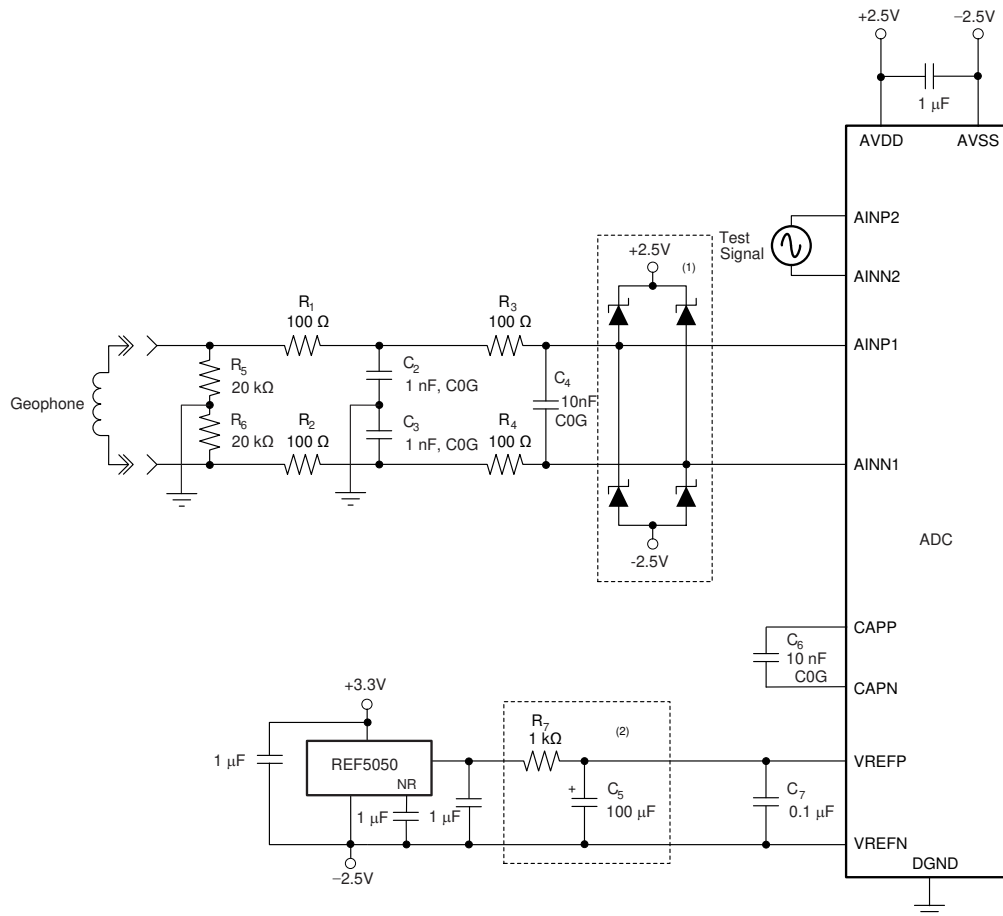 +2.5V
−2.5V
1 µF
AVDD
AVSS
AINP2
Test
Signal
+2.5V
(1)
AINN2
R1
100 Ω
R3
100 Ω
AINP1
R5
20 kΩ
C2
1 nF, C0G
C4
10nF
C0G
Geophone
R6
20 kΩ
R2
100 Ω
C3
1 nF, C0G
R4
100 Ω
AINN1
-2.5V
ADC
CAPP
C6
10 nF
C0G
CAPN
+3.3V
R7
1 kΩ
(2)
1 µF
REF5050
NR
VREFP
1 µF
1 µF
+
C5
100 µF
C7
0.1 µF
VREFN
−2.5V
DGND